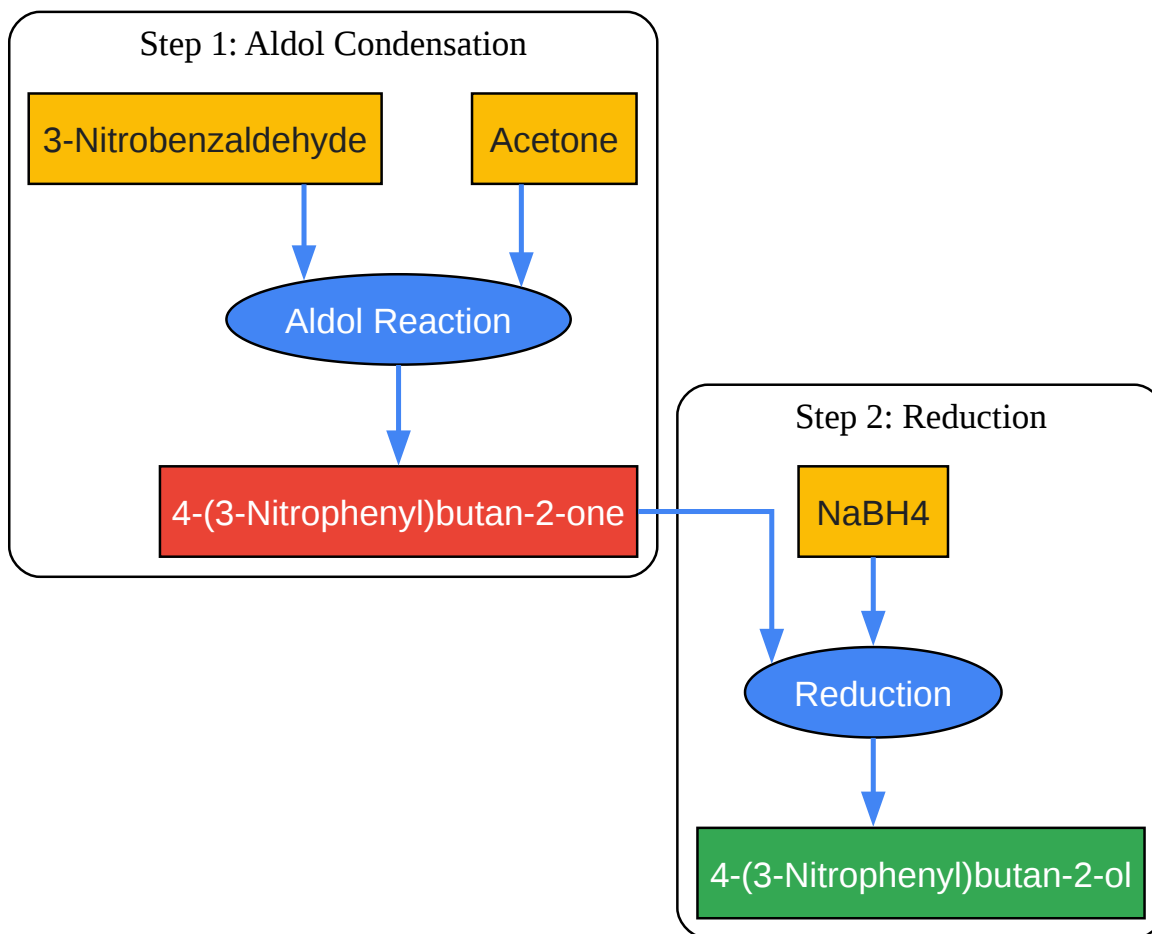 Step 1: Aldol Condensation
3-Nitrobenzaldehyde
Acetone
Aldol Reaction
4-(3-Nitrophenyl)butan-2-one
Step 2: Reduction
NaBH4
Reduction
4-(3-Nitrophenyl)butan-2-ol